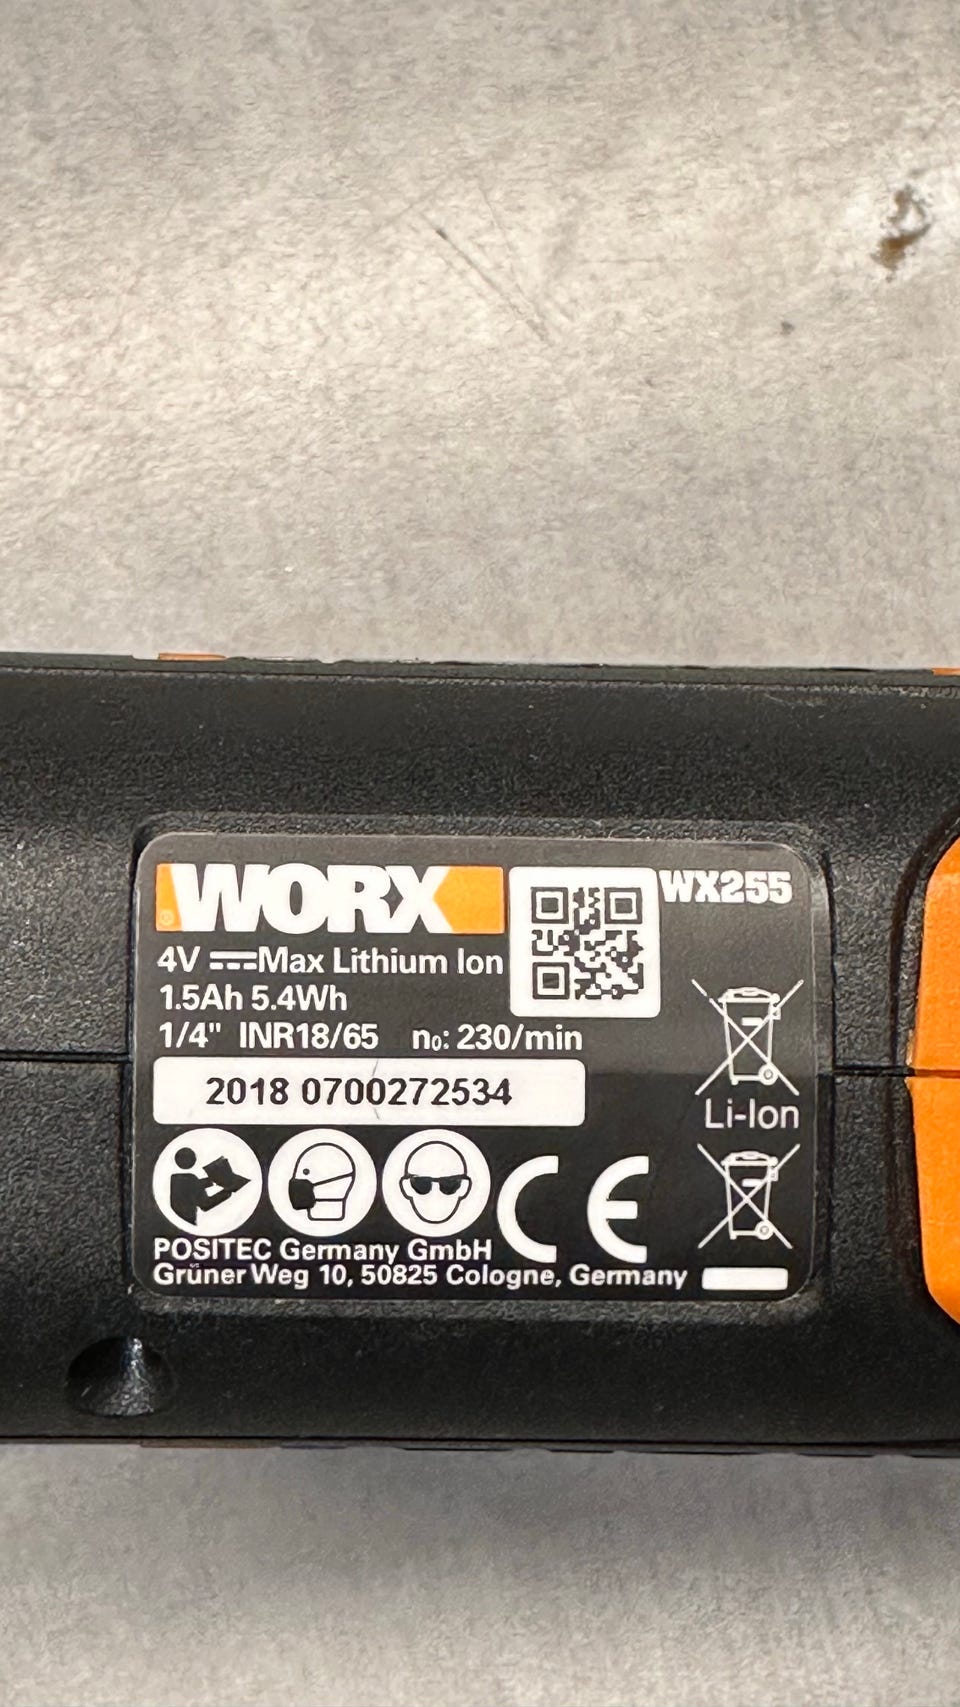 WORX
WX255
4V ⎓Max Lithium Ion
1.5Ah 5.4Wh
1/4" INR18/65 n₀: 230/min
2018 0700272534
Li-Ion
CE
POSITEC Germany GmbH
Grüner Weg 10, 50825 Cologne, Germany